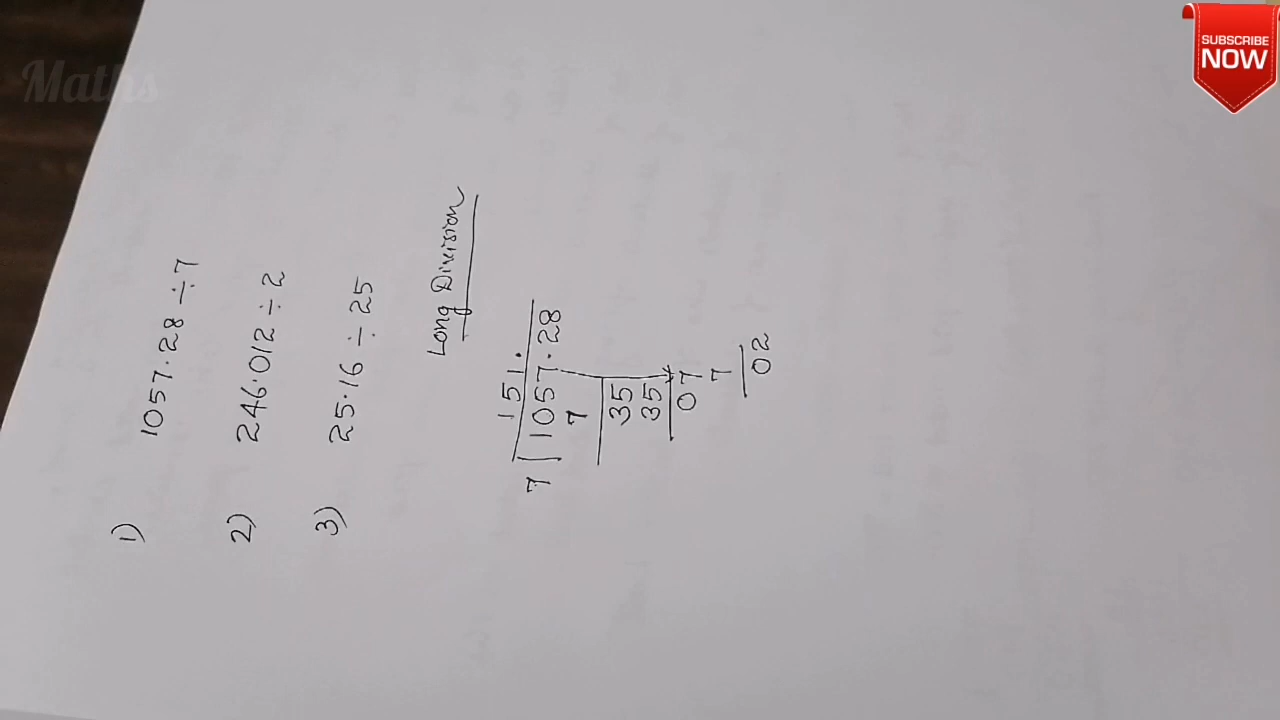 Maths
SUBSCRIBE
NOW
1) 1057.28 ÷ 7
2) 246.012 ÷ 2
3) 25.16 ÷ 25
Long Division
151.
7 1057.28
7
35
35
07
7
02